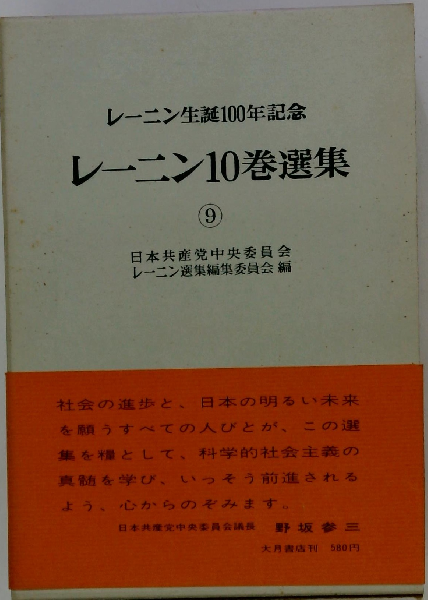 レーニン生誕100年記念
レーニン10巻選集
⑨
日本共産党中央委員会
レーニン選集編集委員会編
社会の進歩と、日本の明るい未来
を願うすべての人びとが、この選
集を糧として、科学的社会主義の
真髄を学び、いっそう前進される
よう、心からのぞみます。
日本共産党中央委員会議長 野坂参三
大月書店刊 580円